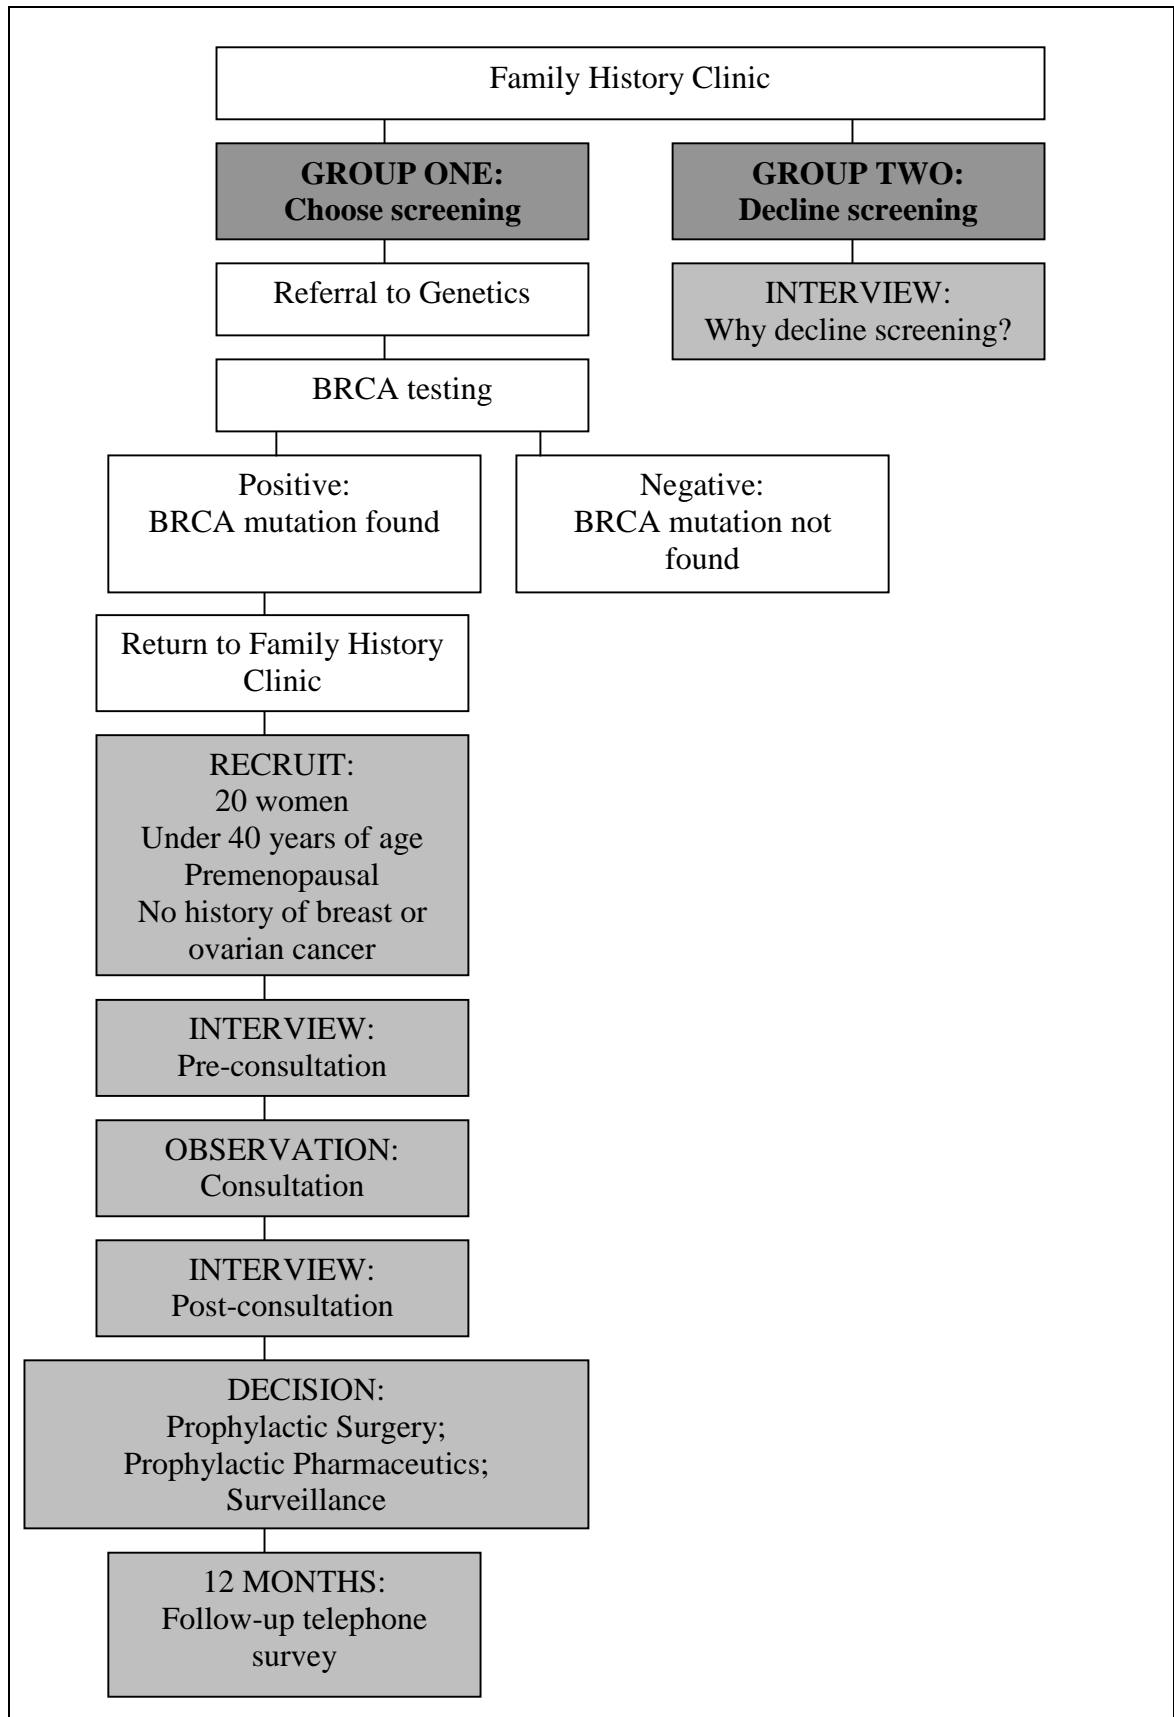 Family History Clinic
GROUP ONE:
Choose screening
GROUP TWO:
Decline screening
Referral to Genetics
INTERVIEW:
Why decline screening?
BRCA testing
Positive:
BRCA mutation found
Negative:
BRCA mutation not
found
Return to Family History
Clinic
RECRUIT:
20 women
Under 40 years of age
Premenopausal
No history of breast or
ovarian cancer
INTERVIEW:
Pre-consultation
OBSERVATION:
Consultation
INTERVIEW:
Post-consultation
DECISION:
Prophylactic Surgery;
Prophylactic Pharmaceutics;
Surveillance
12 MONTHS:
Follow-up telephone
survey